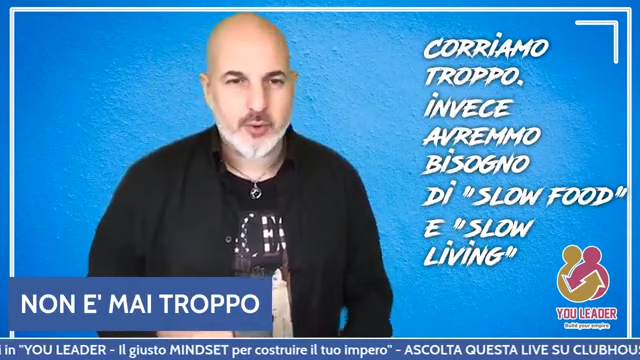 CORRIAMO
TROPPO.
INVECE
AVREMMO
BISOGNO
DI "SLOW FOOD"
E "SLOW
LIVING"
YOU LEADER
Build your empire
NON E' MAI TROPPO
i in "YOU LEADER - Il giusto MINDSET per costruire il tuo impero" - ASCOLTA QUESTA LIVE SU CLUBHOUS